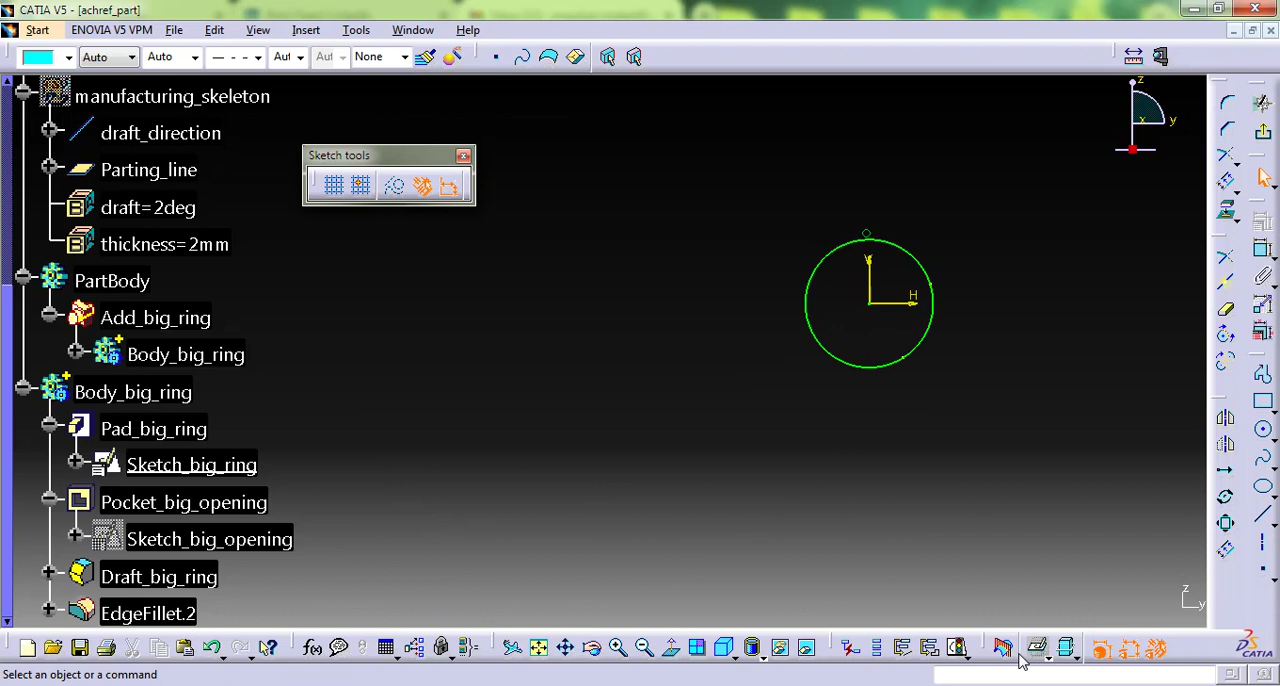 CATIA V5 - [achref_part]
Start ENOVIA V5 VPM File Edit View Insert Tools Window Help
Auto Auto Aut Aut None
manufacturing_skeleton
draft_direction
Parting_line
draft=2deg
thickness=2mm
PartBody
Add_big_ring
Body_big_ring
Body_big_ring
Pad_big_ring
Sketch_big_ring
Pocket_big_opening
Sketch_big_opening
Draft_big_ring
EdgeFillet.2
Sketch tools
V
H
z
x y
z
y
f(x)
CATIA
Select an object or a command